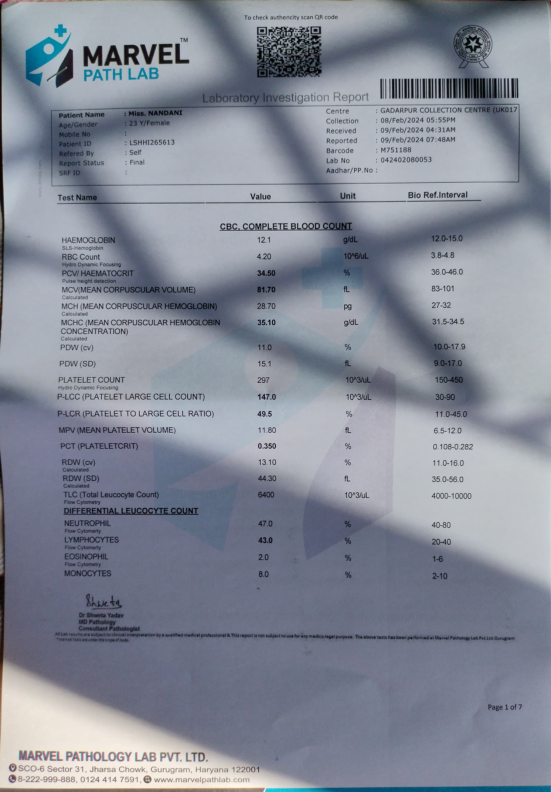 To check authencity scan QR code
MARVEL™
PATH LAB
Laboratory Investigation Report
Patient Name : Miss. NANDANI
Age/Gender : 23 Y/Female
Mobile No :
Patient ID : LSHHI265613
Refered By : Self
Report Status : Final
SRF ID :
Centre : GADARPUR COLLECTION CENTRE (UK017
Collection : 08/Feb/2024 05:55PM
Received : 09/Feb/2024 04:31AM
Reported : 09/Feb/2024 07:48AM
Barcode : M751188
Lab No : 042402080053
Aadhar/PP.No :
Test Name Value Unit Bio Ref.Interval
CBC, COMPLETE BLOOD COUNT
HAEMOGLOBIN 12.1 g/dL 12.0-15.0
SLS-Hemoglobin
RBC Count 4.20 10^6/uL 3.8-4.8
Hydro Dynamic Focusing
PCV/ HAEMATOCRIT 34.50 % 36.0-46.0
Pulse height detection
MCV(MEAN CORPUSCULAR VOLUME) 81.70 fL 83-101
Calculated
MCH (MEAN CORPUSCULAR HEMOGLOBIN) 28.70 pg 27-32
Calculated
MCHC (MEAN CORPUSCULAR HEMOGLOBIN 35.10 g/dL 31.5-34.5
CONCENTRATION)
Calculated
PDW (cv) 11.0 % 10.0-17.9
PDW (SD) 15.1 fL 9.0-17.0
PLATELET COUNT 297 10^3/uL 150-450
Hydro Dynamic Focusing
P-LCC (PLATELET LARGE CELL COUNT) 147.0 10^3/uL 30-90
P-LCR (PLATELET TO LARGE CELL RATIO) 49.5 % 11.0-45.0
MPV (MEAN PLATELET VOLUME) 11.80 fL 6.5-12.0
PCT (PLATELETCRIT) 0.350 % 0.108-0.282
RDW (cv) 13.10 % 11.0-16.0
Calculated
RDW (SD) 44.30 fL 35.0-56.0
Calculated
TLC (Total Leucocyte Count) 6400 10^3/uL 4000-10000
Flow Cytometry
DIFFERENTIAL LEUCOCYTE COUNT
NEUTROPHIL 47.0 % 40-80
Flow Cytometry
LYMPHOCYTES 43.0 % 20-40
Flow Cytometry
EOSINOPHIL 2.0 % 1-6
Flow Cytometry
MONOCYTES 8.0 % 2-10
Shweta
Dr Shweta Yadav
MD Pathology
Consultant Pathologist
Page 1 of 7
MARVEL PATHOLOGY LAB PVT. LTD.
SCO-6 Sector 31, Jharsa Chowk, Gurugram, Haryana 122001
8-222-999-888, 0124 414 7591, www.marvelpathlab.com